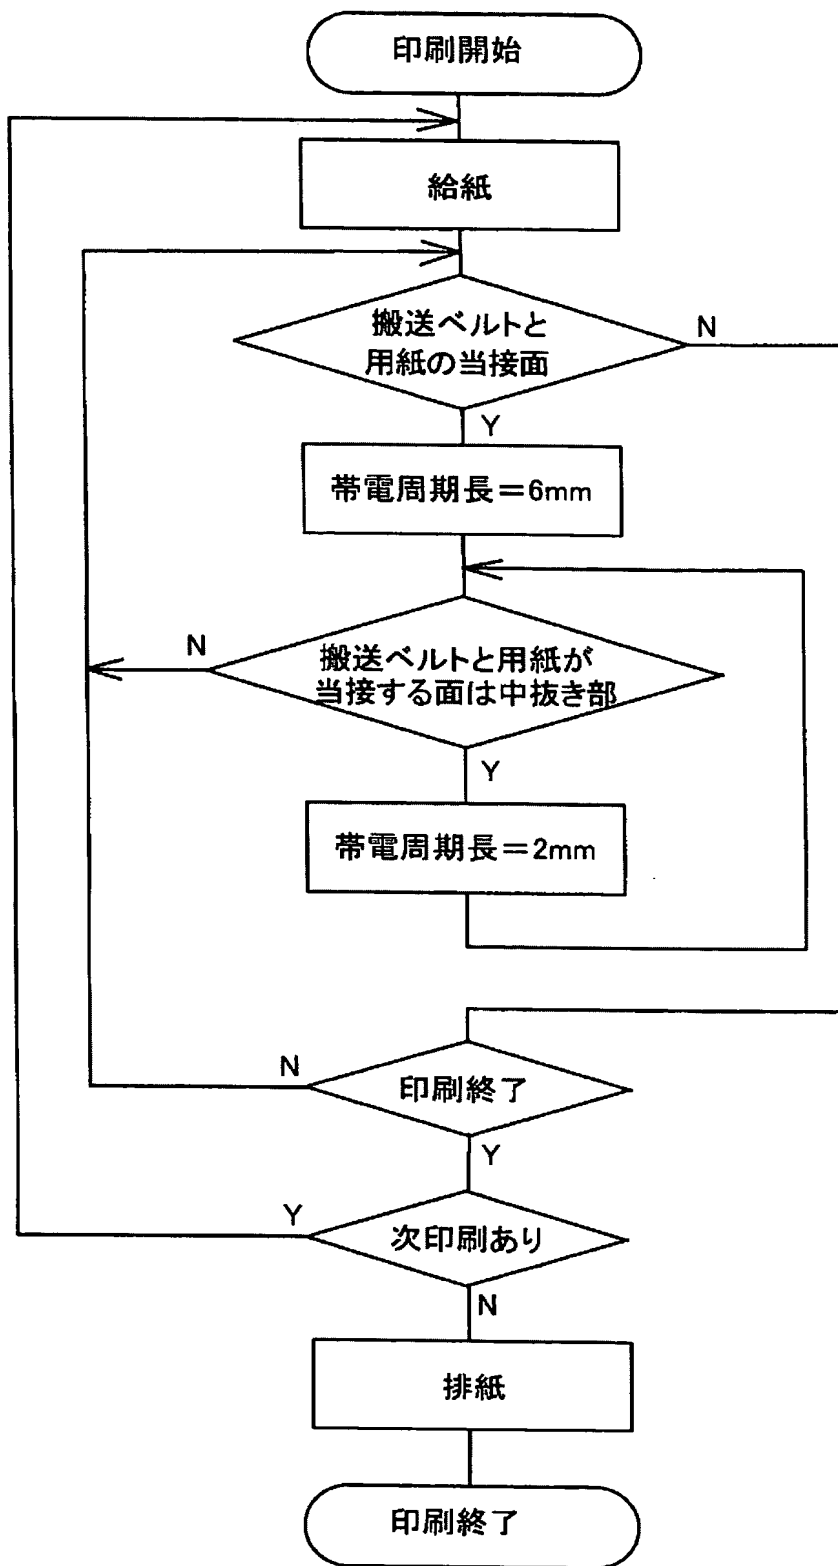 印刷開始
給紙
搬送ベルトと
用紙の当接面
N
Y
帯電周期長＝6mm
N
搬送ベルトと用紙が
当接する面は中抜き部
Y
帯電周期長＝2mm
N
印刷終了
Y
Y
次印刷あり
N
排紙
印刷終了